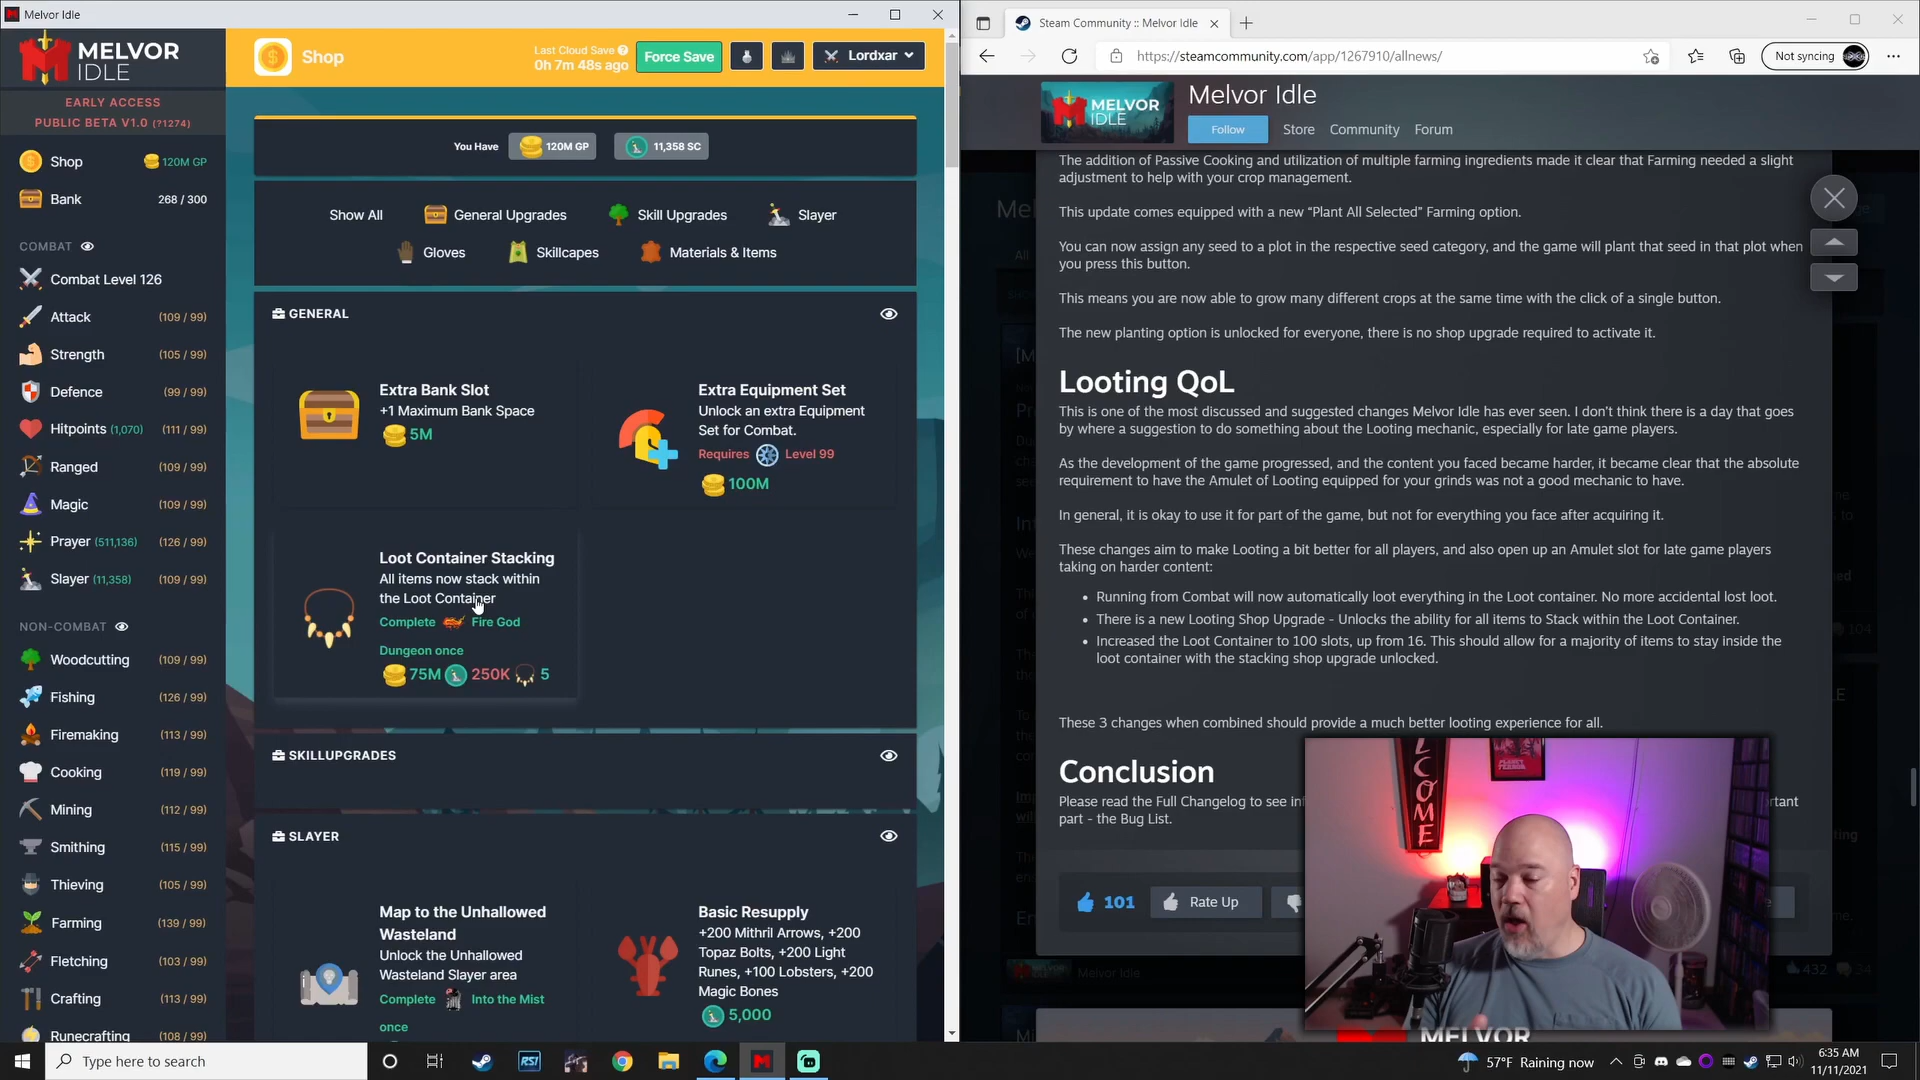 Melvor Idle
MELVOR
IDLE
EARLY ACCESS
PUBLIC BETA V1.0 (?1274)
Shop
120M GP
Bank
268 / 300
COMBAT
Combat Level 126
Attack
(109 / 99)
Strength
(105 / 99)
Defence
(99 / 99)
Hitpoints (1,070)
(111 / 99)
Ranged
(109 / 99)
Magic
(109 / 99)
Prayer (511,136)
(126 / 99)
Slayer (11,358)
(109 / 99)
NON-COMBAT
Woodcutting
(109 / 99)
Fishing
(126 / 99)
Firemaking
(113 / 99)
Cooking
(119 / 99)
Mining
(112 / 99)
Smithing
(115 / 99)
Thieving
(105 / 99)
Farming
(139 / 99)
Fletching
(103 / 99)
Crafting
(113 / 99)
Runecrafting
(108 / 99)
Shop
Last Cloud Save
0h 7m 48s ago
Force Save
Lordxar
You Have
120M GP
11,358 SC
Show All
General Upgrades
Skill Upgrades
Slayer
Gloves
Skillcapes
Materials & Items
GENERAL
Extra Bank Slot
+1 Maximum Bank Space
5M
Extra Equipment Set
Unlock an extra Equipment
Set for Combat.
Requires Level 99
100M
Loot Container Stacking
All items now stack within
the Loot Container
Complete Fire God
Dungeon once
75M 250K 5
SKILLUPGRADES
SLAYER
Map to the Unhallowed
Wasteland
Unlock the Unhallowed
Wasteland Slayer area
Complete Into the Mist
once
Basic Resupply
+200 Mithril Arrows, +200
Topaz Bolts, +200 Light
Runes, +100 Lobsters, +200
Magic Bones
5,000
Steam Community :: Melvor Idle
https://steamcommunity.com/app/1267910/allnews/
Not syncing
MELVOR
IDLE
Melvor Idle
Follow
Store
Community
Forum
The addition of Passive Cooking and utilization of multiple farming ingredients made it clear that Farming needed a slight
adjustment to help with your crop management.
This update comes equipped with a new “Plant All Selected” Farming option.
You can now assign any seed to a plot in the respective seed category, and the game will plant that seed in that plot when
you press this button.
This means you are now able to grow many different crops at the same time with the click of a single button.
The new planting option is unlocked for everyone, there is no shop upgrade required to activate it.
Looting QoL
This is one of the most discussed and suggested changes Melvor Idle has ever seen. I don't think there is a day that goes
by where a suggestion to do something about the Looting mechanic, especially for late game players.
As the development of the game progressed, and the content you faced became harder, it became clear that the absolute
requirement to have the Amulet of Looting equipped for your grinds was not a good mechanic to have.
In general, it is okay to use it for part of the game, but not for everything you face after acquiring it.
These changes aim to make Looting a bit better for all players, and also open up an Amulet slot for late game players
taking on harder content:
• Running from Combat will now automatically loot everything in the Loot container. No more accidental lost loot.
• There is a new Looting Shop Upgrade - Unlocks the ability for all items to Stack within the Loot Container.
• Increased the Loot Container to 100 slots, up from 16. This should allow for a majority of items to stay inside the
loot container with the stacking shop upgrade unlocked.
These 3 changes when combined should provide a much better looting experience for all.
Conclusion
Please read the Full Changelog to see
part - the Bug List.
101
Rate Up
Melvor Idle
432
MELVOR
Type here to search
RSI
57°F Raining now
6:35 AM
11/11/2021